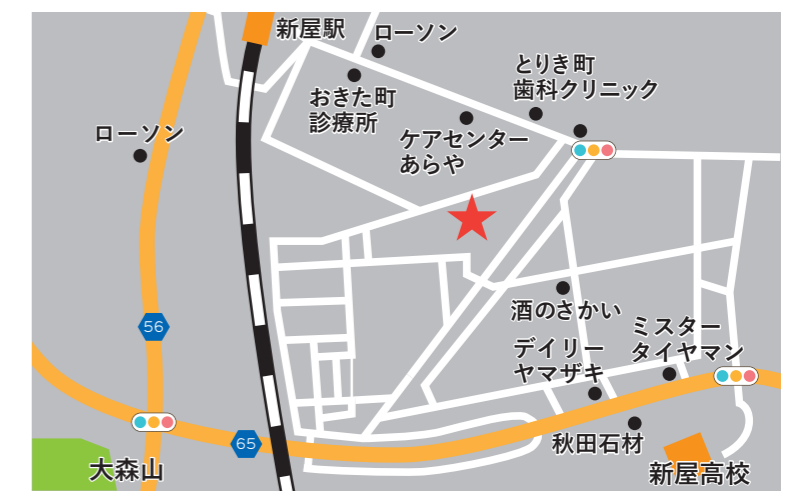 新屋駅
ローソン
とりき町
歯科クリニック
おきた町
診療所
ケアセンター
あらや
ローソン
酒のさかい
56
ミスター
タイヤマン
デイリー
ヤマザキ
65
秋田石材
大森山
新屋高校